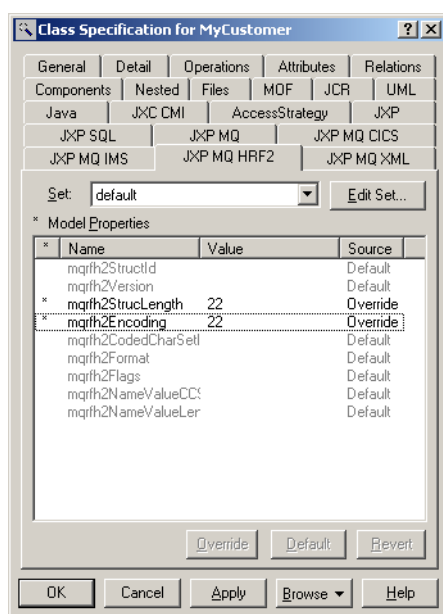 Class Specification for MyCustomer
General Detail Operations Attributes Relations
Components Nested Files MOF JCR UML
Java JXC CMI AccessStrategy JXP
JXP SQL JXP MQ JXP MQ CICS
JXP MQ IMS JXP MQ HRF2 JXP MQ XML
Set: default Edit Set...
* Model Properties
* Name Value Source
mqrfh2StructId Default
mqrfh2Version Default
* mqrfh2StrucLength 22 Override
* mqrfh2Encoding 22 Override
mqrfh2CodedCharSetI Default
mqrfh2Format Default
mqrfh2Flags Default
mqrfh2NameValueCCS Default
mqrfh2NameValueLer Default
Override Default Revert
OK Cancel Apply Browse Help